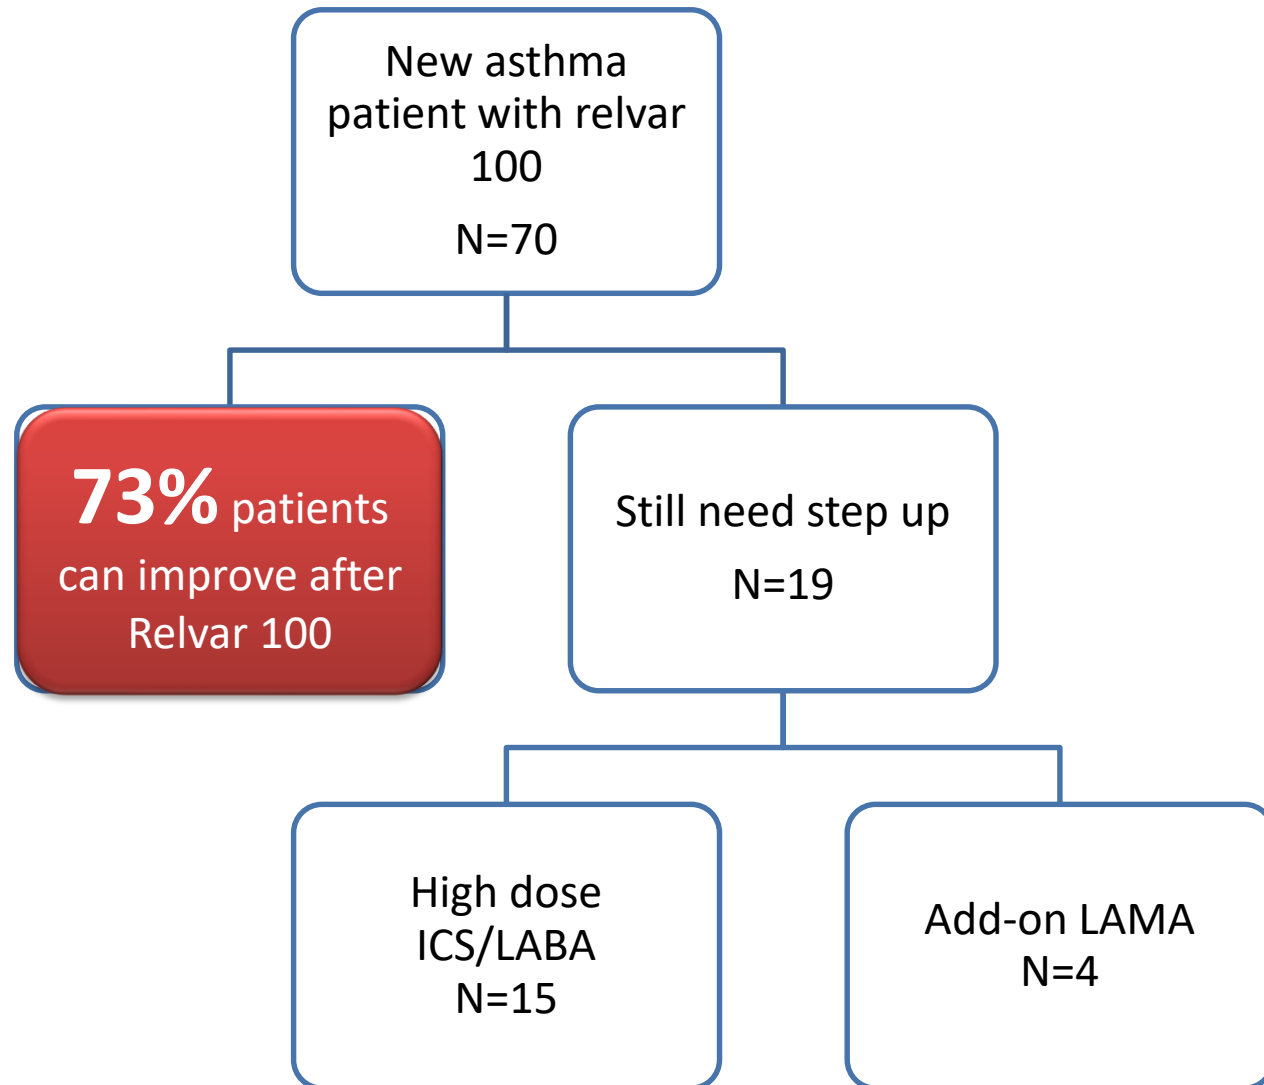 New asthma
patient with relvar
100
N=70
73% patients
can improve after
Relvar 100
Still need step up
N=19
High dose
ICS/LABA
N=15
Add-on LAMA
N=4